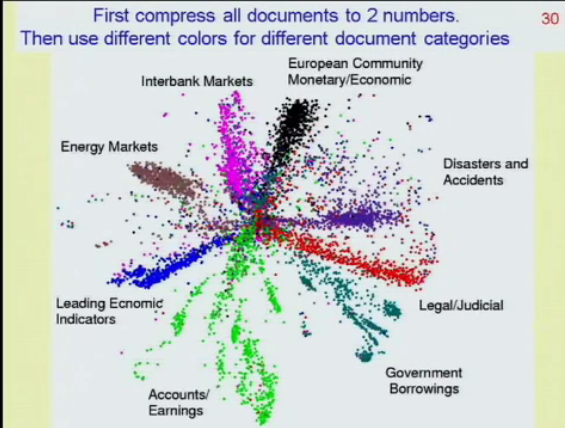 First compress all documents to 2 numbers.
Then use different colors for different document categories
30
Interbank Markets
European Community
Monetary/Economic
Energy Markets
Disasters and
Accidents
Leading Ecnomic
Indicators
Legal/Judicial
Government
Borrowings
Accounts/
Earnings